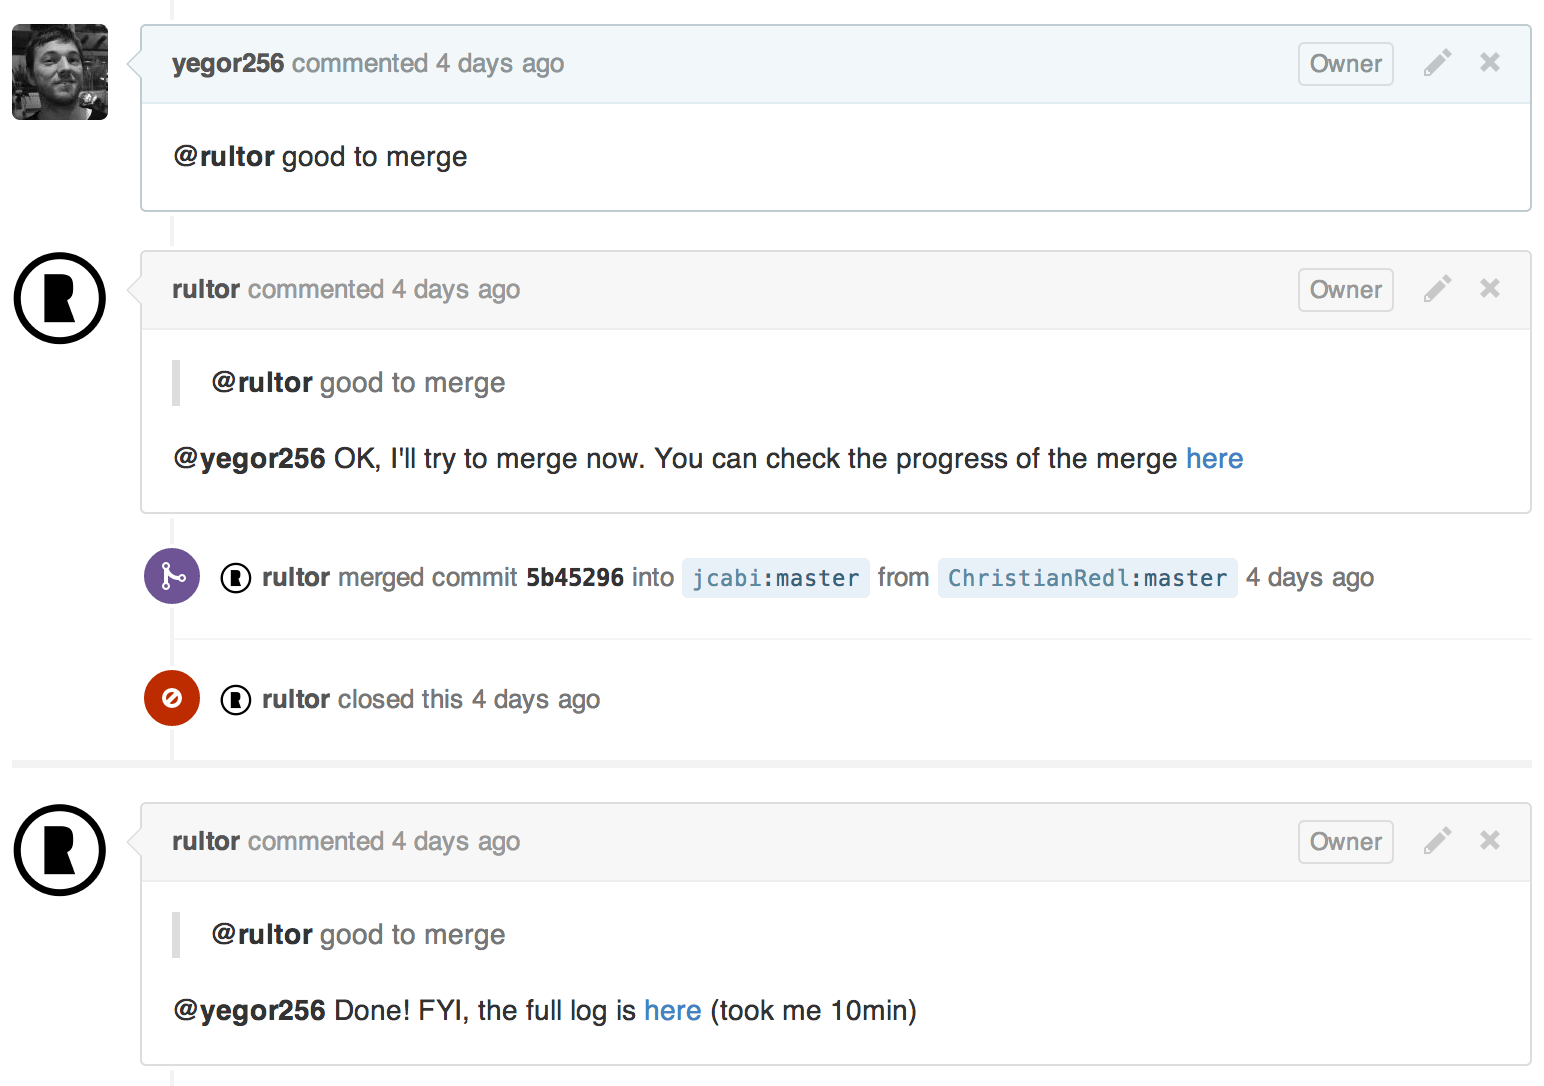 yegor256 commented 4 days ago Owner
@rultor good to merge
R
rultor commented 4 days ago Owner
@rultor good to merge
@yegor256 OK, I'll try to merge now. You can check the progress of the merge here
R rultor merged commit 5b45296 into jcabi:master from ChristianRedl:master 4 days ago
R rultor closed this 4 days ago
R
rultor commented 4 days ago Owner
@rultor good to merge
@yegor256 Done! FYI, the full log is here (took me 10min)